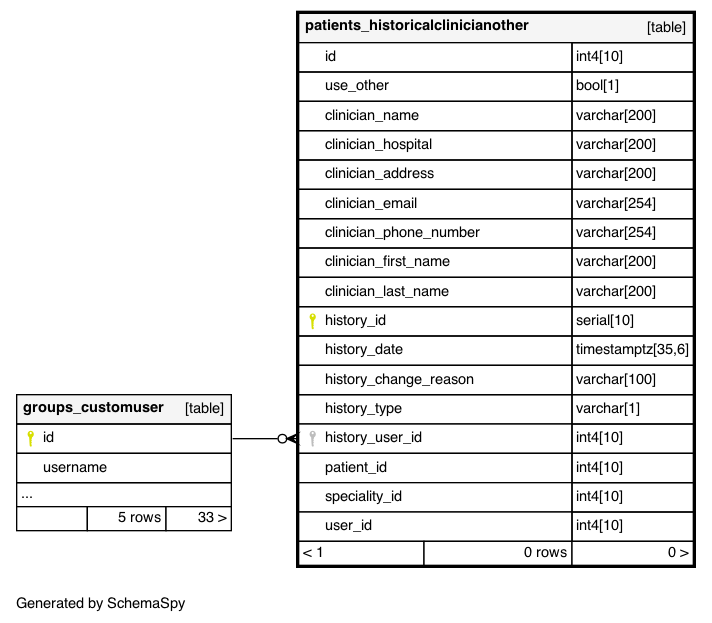 patients_historicalclinicianother [table]
id int4[10]
use_other bool[1]
clinician_name varchar[200]
clinician_hospital varchar[200]
clinician_address varchar[200]
clinician_email varchar[254]
clinician_phone_number varchar[254]
clinician_first_name varchar[200]
clinician_last_name varchar[200]
history_id serial[10]
history_date timestamptz[35,6]
history_change_reason varchar[100]
history_type varchar[1]
history_user_id int4[10]
patient_id int4[10]
speciality_id int4[10]
user_id int4[10]
< 1 0 rows 0 >
groups_customuser [table]
id
username
...
5 rows 33 >
Generated by SchemaSpy